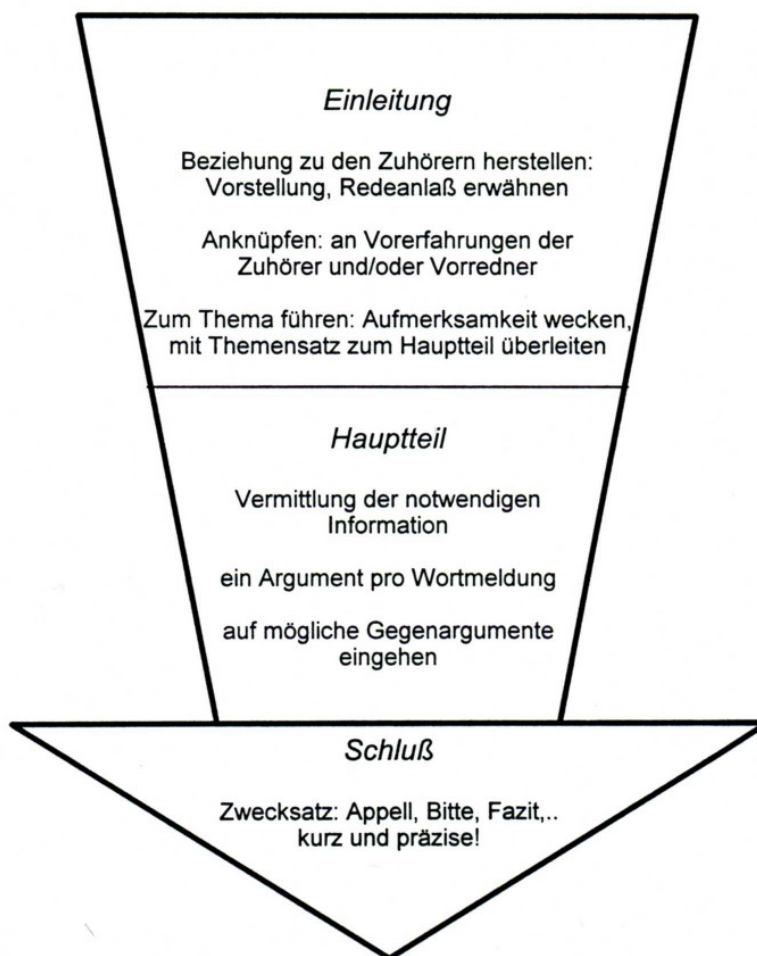 Einleitung
Beziehung zu den Zuhörern herstellen:
Vorstellung, Redeanlaß erwähnen
Anknüpfen: an Vorerfahrungen der
Zuhörer und/oder Vorredner
Zum Thema führen: Aufmerksamkeit wecken,
mit Themensatz zum Hauptteil überleiten
Hauptteil
Vermittlung der notwendigen
Information
ein Argument pro Wortmeldung
auf mögliche Gegenargumente
eingehen
Schluß
Zwecksatz: Appell, Bitte, Fazit,..
kurz und präzise!